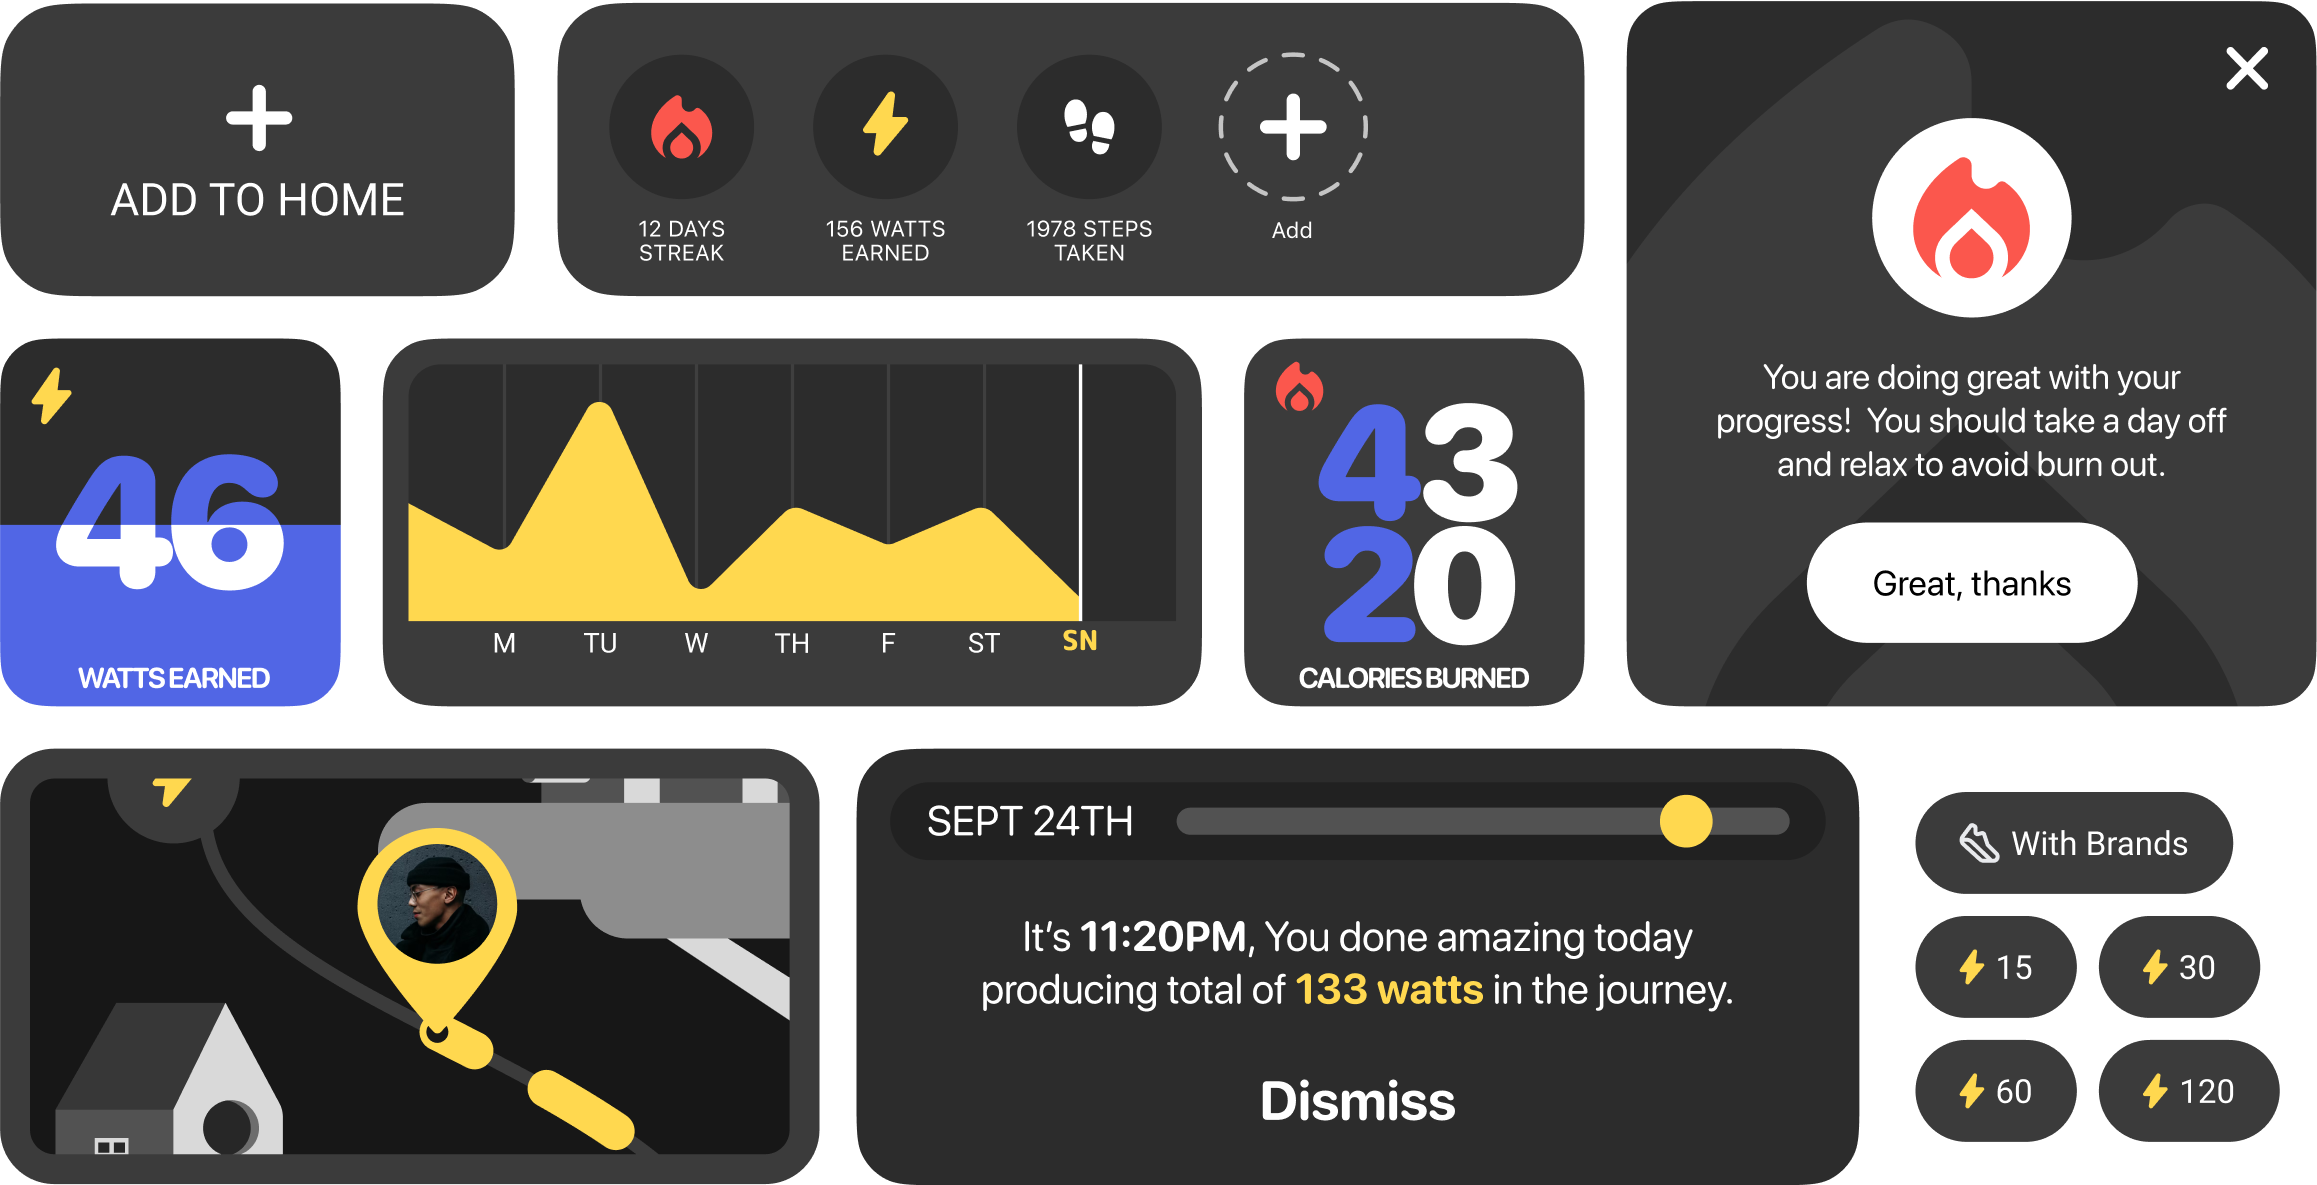 ADD TO HOME
12 DAYS
STREAK
156 WATTS
EARNED
1978 STEPS
TAKEN
Add
You are doing great with your
progress!  You should take a day off
and relax to avoid burn out.
Great, thanks
46
WATTS EARNED
M TU W TH F ST SN
43
20
CALORIES BURNED
SEPT 24TH
It’s 11:20PM, You done amazing today
producing total of 133 watts in the journey.
Dismiss
With Brands
15
30
60
120